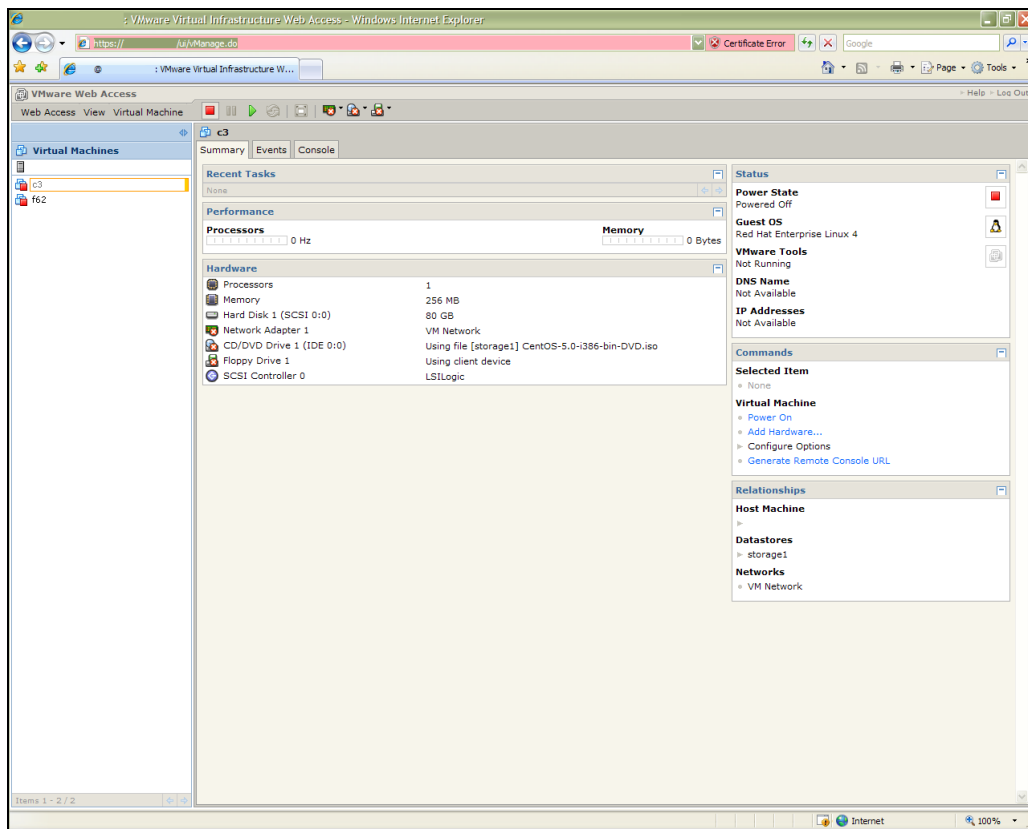 : VMware Virtual Infrastructure Web Access - Windows Internet Explorer
https:// /ui/vManage.do
Certificate Error
Google
@ : VMware Virtual Infrastructure W...
Page
Tools
VMware Web Access
Help
Log Out
Web Access View Virtual Machine
c3
Virtual Machines
Summary Events Console
c3
f62
Recent Tasks
None
Performance
Processors
0 Hz
Memory
0 Bytes
Hardware
Processors 1
Memory 256 MB
Hard Disk 1 (SCSI 0:0) 80 GB
Network Adapter 1 VM Network
CD/DVD Drive 1 (IDE 0:0) Using file [storage1] CentOS-5.0-i386-bin-DVD.iso
Floppy Drive 1 Using client device
SCSI Controller 0 LSILogic
Status
Power State
Powered Off
Guest OS
Red Hat Enterprise Linux 4
VMware Tools
Not Running
DNS Name
Not Available
IP Addresses
Not Available
Commands
Selected Item
None
Virtual Machine
Power On
Add Hardware...
Configure Options
Generate Remote Console URL
Relationships
Host Machine
Datastores
storage1
Networks
VM Network
Items 1 - 2 / 2
Internet
100%